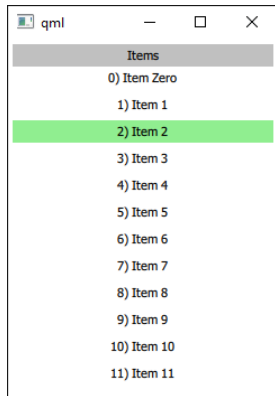 qml
Items
0) Item Zero
1) Item 1
2) Item 2
3) Item 3
4) Item 4
5) Item 5
6) Item 6
7) Item 7
8) Item 8
9) Item 9
10) Item 10
11) Item 11